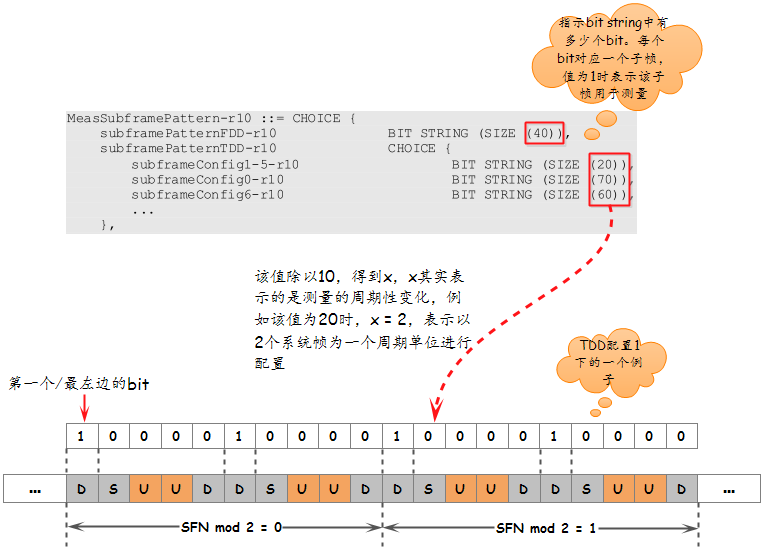 指示bit string中有
多少个bit。每个
bit对应一个子帧，
值为1时表示该子
帧用于测量
MeasSubframePattern-r10 ::= CHOICE {
subframePatternFDD-r10 BIT STRING (SIZE (40)),
subframePatternTDD-r10 CHOICE {
subframeConfig1-5-r10 BIT STRING (SIZE (20)),
subframeConfig0-r10 BIT STRING (SIZE (70)),
subframeConfig6-r10 BIT STRING (SIZE (60)),
...
},
该值除以10，得到x，x其实表
示的是测量的周期性变化，例
如该值为20时，x = 2，表示以
2个系统帧为一个周期单位进行
配置
TDD配置1
下的一个例
子
第一个/最左边的bit
1 0 0 0 0 1 0 0 0 0 1 0 0 0 0 1 0 0 0 0
... D S U U D D S U U D D S U U D D S U U D ...
SFN mod 2 = 0 SFN mod 2 = 1